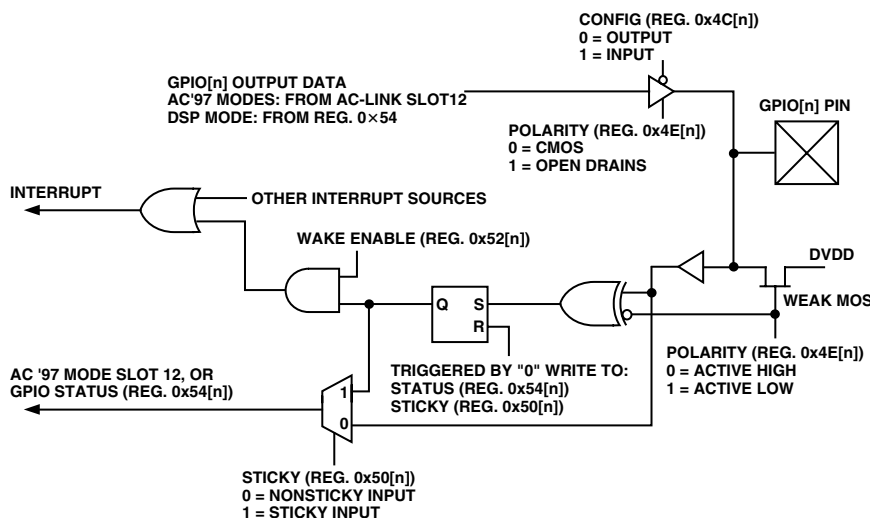 CONFIG (REG. 0x4C[n])
0 = OUTPUT
1 = INPUT
GPIO[n] OUTPUT DATA
AC'97 MODES: FROM AC-LINK SLOT12
DSP MODE: FROM REG. 0×54
GPIO[n] PIN
POLARITY (REG. 0x4E[n])
0 = CMOS
1 = OPEN DRAINS
INTERRUPT
OTHER INTERRUPT SOURCES
WAKE ENABLE (REG. 0x52[n])
DVDD
WEAK MOS
Q
S
R
POLARITY (REG. 0x4E[n])
0 = ACTIVE HIGH
1 = ACTIVE LOW
TRIGGERED BY "0" WRITE TO:
STATUS (REG. 0x54[n])
STICKY (REG. 0x50[n])
AC '97 MODE SLOT 12, OR
GPIO STATUS (REG. 0x54[n])
1
0
STICKY (REG. 0x50[n])
0 = NONSTICKY INPUT
1 = STICKY INPUT